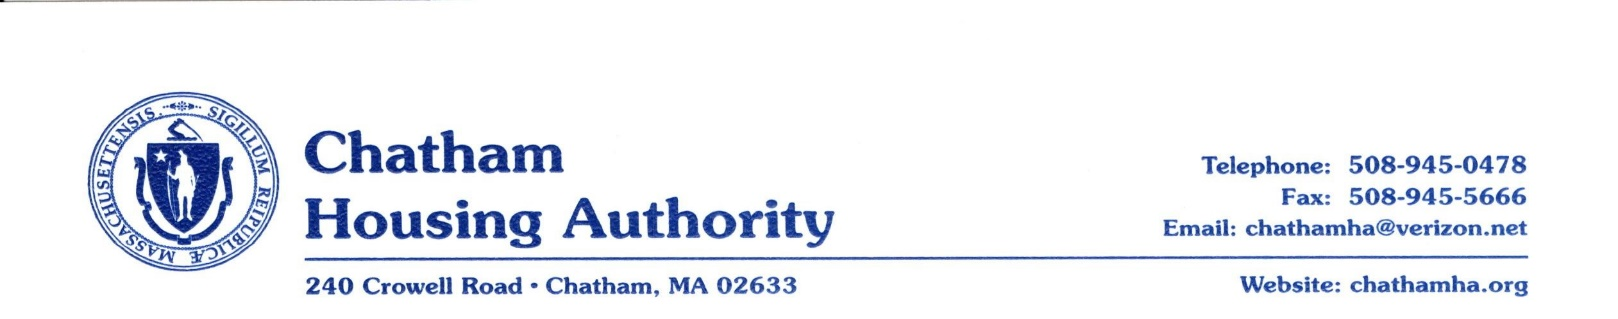 SIGILLUM REIPUBLICÆ MASSACHUSETTENSIS.
Chatham
Housing Authority
240 Crowell Road • Chatham, MA 02633
Telephone: 508-945-0478
Fax: 508-945-5666
Email: chathamha@verizon.net
Website: chathamha.org